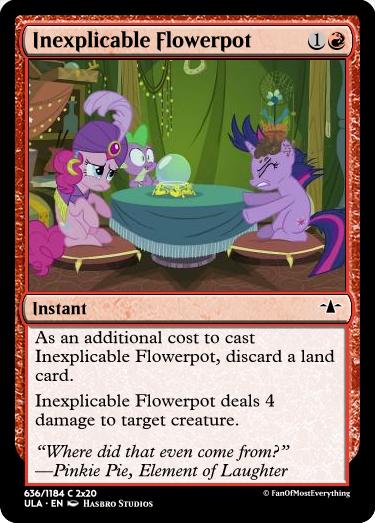 Inexplicable Flowerpot 1
Instant
As an additional cost to cast
Inexplicable Flowerpot, discard a land
card.
Inexplicable Flowerpot deals 4
damage to target creature.
“Where did that even come from?”
—Pinkie Pie, Element of Laughter
636/1184 C 2x20
ULA • EN Hasbro Studios
© FanOfMostEverything